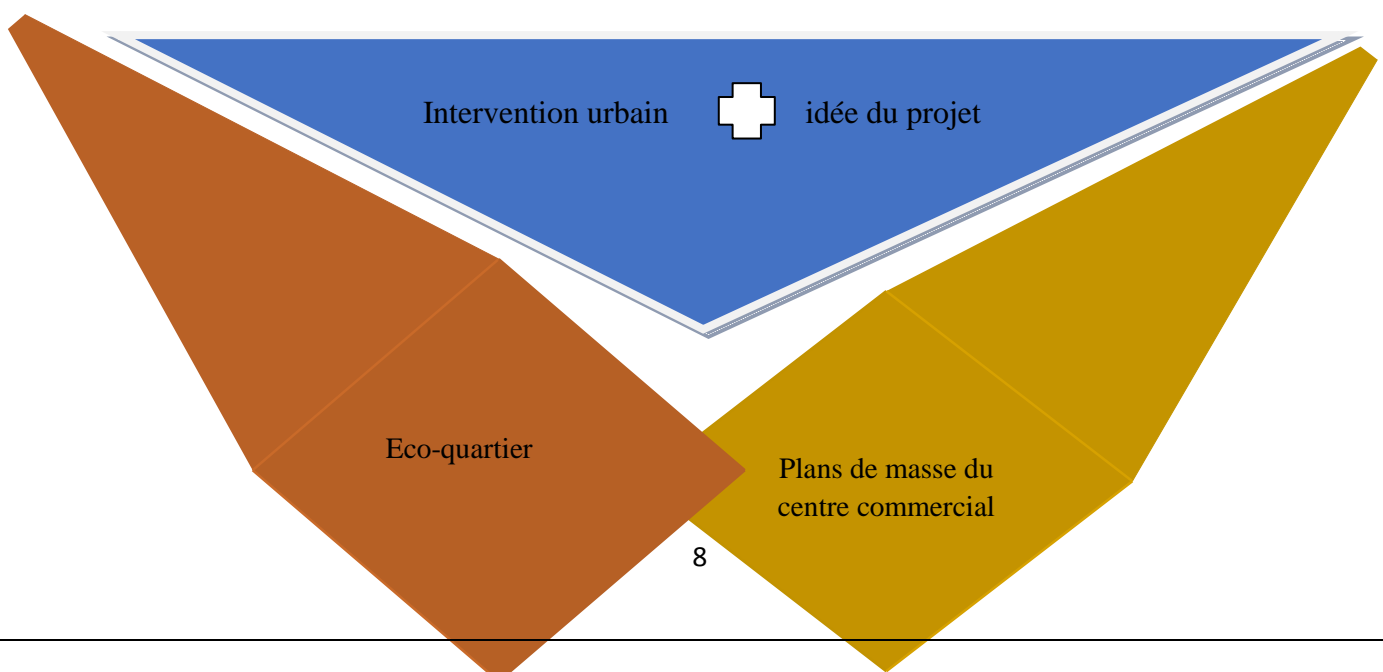 Intervention urbain idée du projet
Eco-quartier
Plans de masse du
centre commercial
8